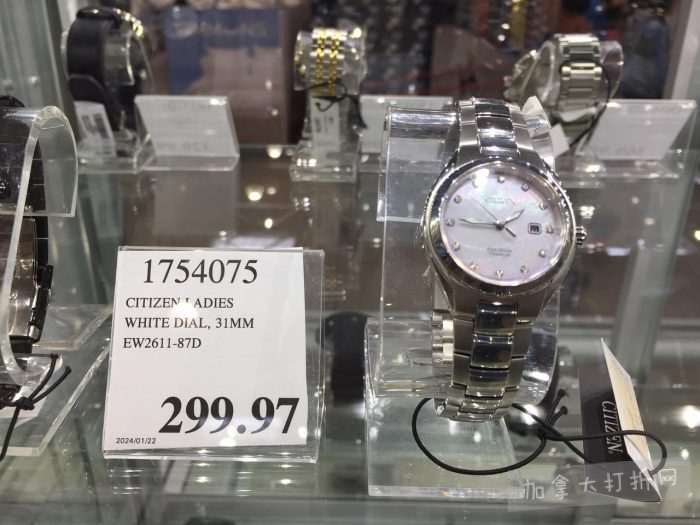 1754075
CITIZEN LADIES
WHITE DIAL, 31MM
EW2611-87D
299.97
2024/01/22
CITIZEN
加拿大打折网